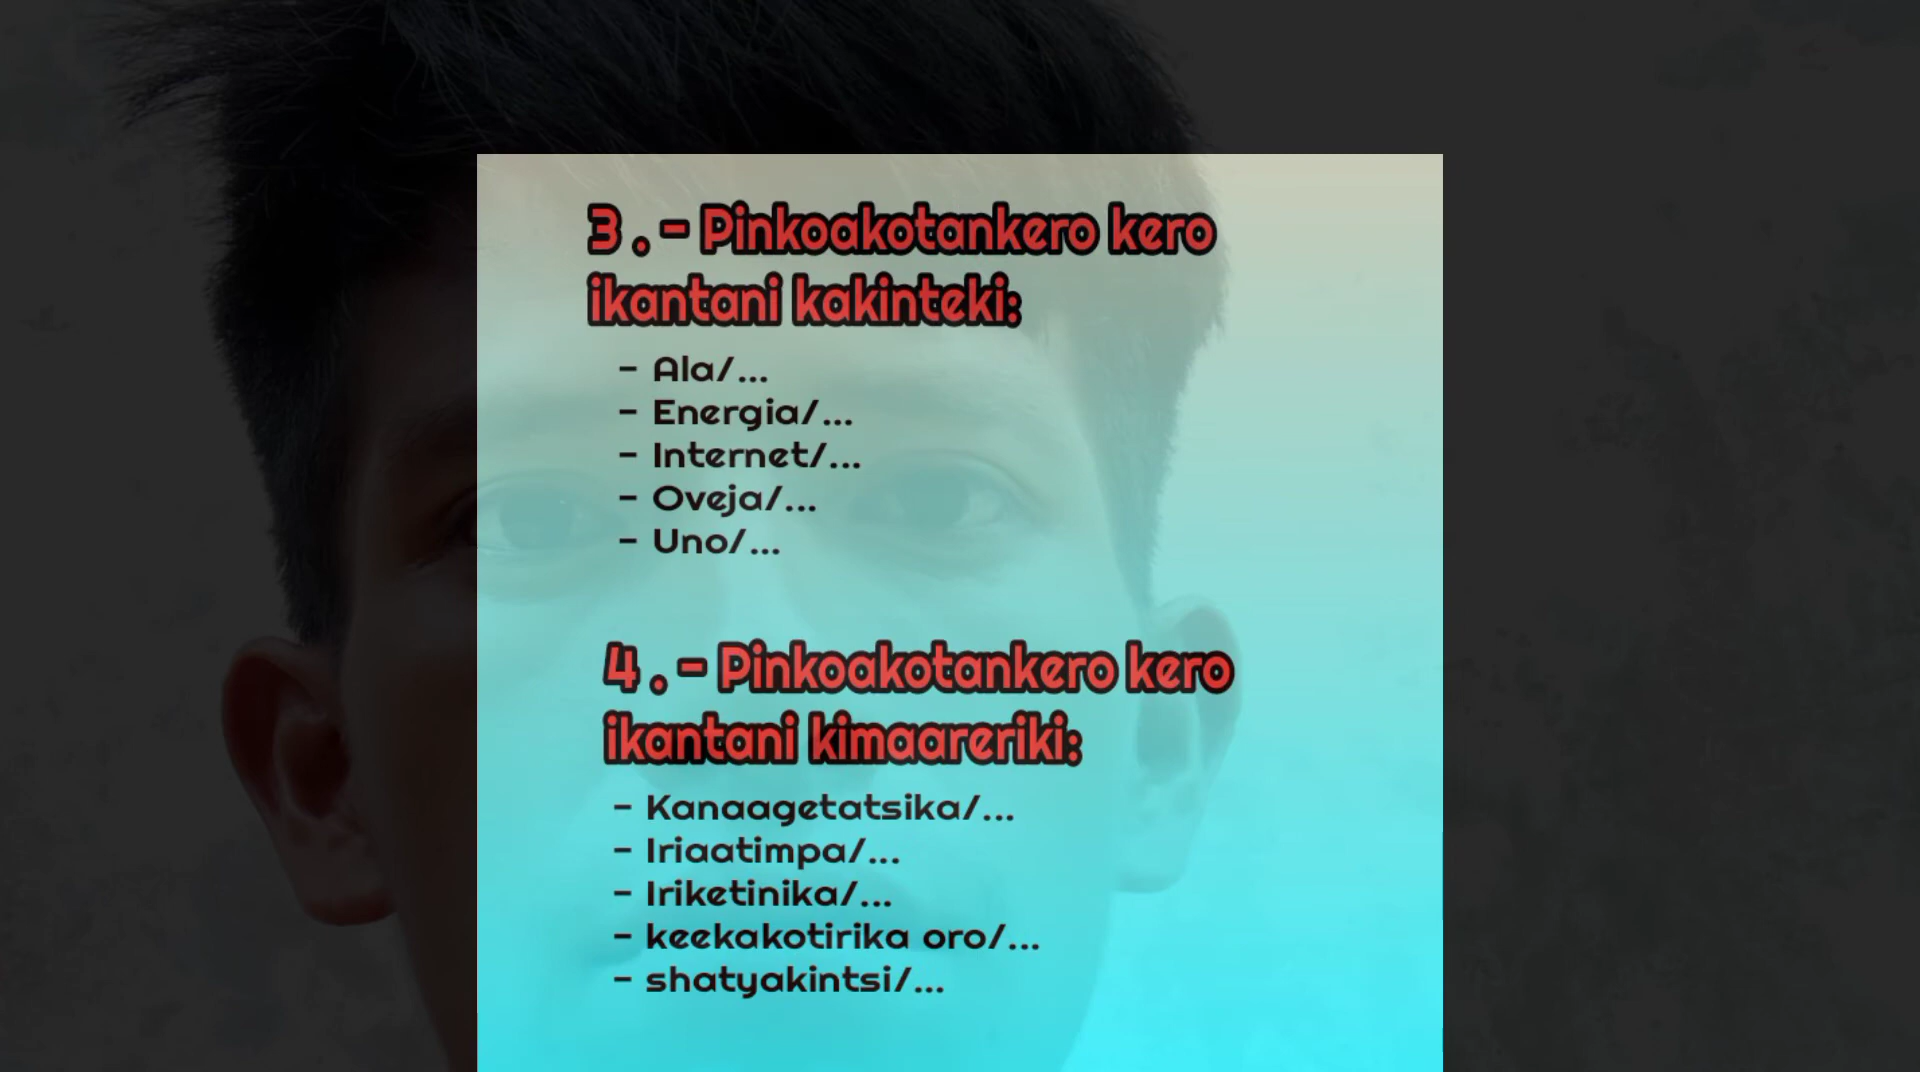 3 . - Pinkoakotankero kero
ikantani kakinteki:
- Ala/...
- Energia/...
- Internet/...
- Oveja/...
- Uno/...
4 . - Pinkoakotankero kero
ikantani kimaareriki:
- Kanaagetatsika/...
- Iriaatimpa/...
- Iriketinika/...
- keekakotirika oro/...
- shatyakintsi/...